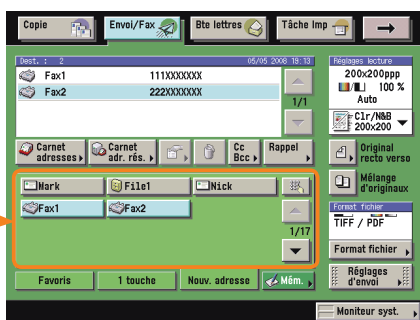 Copie Envoi/Fax Bte lettres Tâche Imp
Dest. : 2 05/05 2008 19:13
Fax1 111XXXXXXX
Fax2 222XXXXXXX
1/1
Réglages lecture
200x200ppp
100 %
Auto
Clr/N&B
200x200
Carnet adresses
Carnet adr. rés.
Cc
Bcc
Rappel
Original
recto verso
Mélange
d'originaux
Mark File1 Nick
Fax1 Fax2
1/17
Format fichier
TIFF / PDF
Format fichier
Favoris 1 touche Nouv. adresse Mém.
Réglages
d'envoi
Moniteur syst.